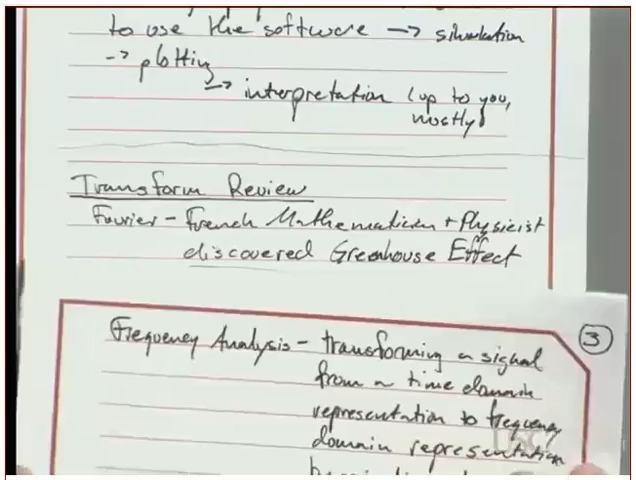 to use the software → simulation
→ plotting
→ interpretation (up to you,
mostly)
Transform Review
Fourier - French Mathematician + Physicist
discovered Greenhouse Effect
3
Frequency Analysis - transforming a signal
from a time domain
representation to frequency
domain representation